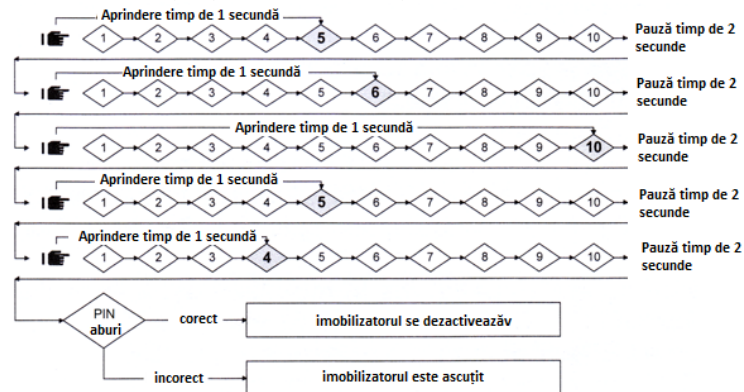 Aprindere timp de 1 secundă
1 2 3 4 5 6 7 8 9 10
Pauză timp de 2
secunde
Aprindere timp de 1 secundă
1 2 3 4 5 6 7 8 9 10
Pauză timp de 2
secunde
Aprindere timp de 1 secundă
1 2 3 4 5 6 7 8 9 10
Pauză timp de 2
secunde
Aprindere timp de 1 secundă
1 2 3 4 5 6 7 8 9 10
Pauză timp de 2
secunde
Aprindere timp de 1 secundă
1 2 3 4 5 6 7 8 9 10
Pauză timp de 2
secunde
PIN
aburi
corect
imobilizatorul se dezactiveazăv
incorect
imobilizatorul este ascuțit